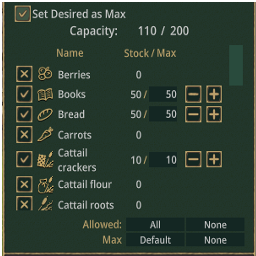 Set Desired as Max
Capacity: 110 / 200
Name Stock / Max
Berries 0
Books 50 / 50
Bread 50 / 50
Carrots 0
Cattail
crackers 10 / 10
Cattail flour 0
Cattail roots 0
Allowed: All None
Max Default None